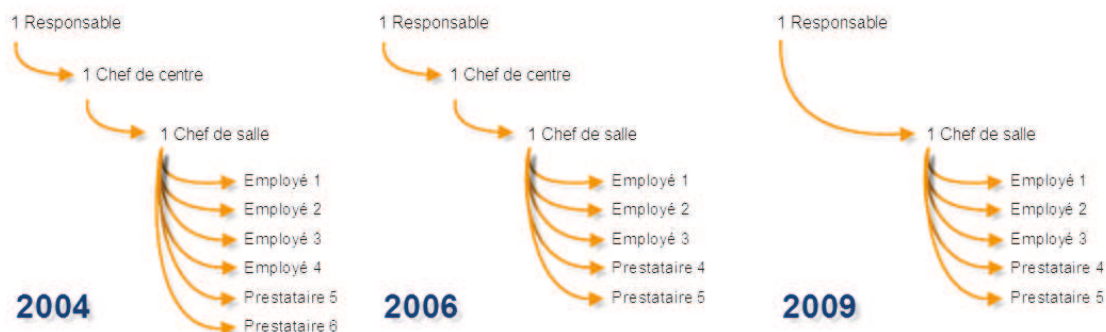 1 Responsable
1 Chef de centre
1 Chef de salle
Employé 1
Employé 2
Employé 3
Employé 4
Prestataire 5
Prestataire 6
2004
1 Responsable
1 Chef de centre
1 Chef de salle
Employé 1
Employé 2
Employé 3
Prestataire 4
Prestataire 5
2006
1 Responsable
1 Chef de salle
Employé 1
Employé 2
Employé 3
Prestataire 4
Prestataire 5
2009